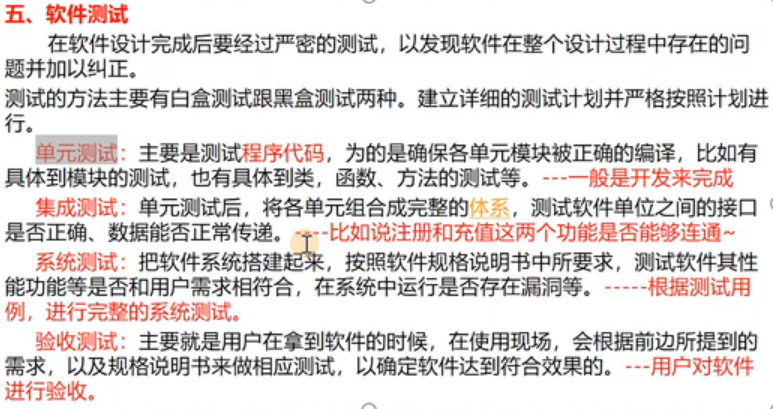 五、软件测试
在软件设计完成后要经过严密的测试，以发现软件在整个设计过程中存在的问
题并加以纠正。
测试的方法主要有白盒测试跟黑盒测试两种。建立详细的测试计划并严格按照计划进
行。
单元测试：主要是测试程序代码，为的是确保各单元模块被正确的编译，比如有
具体到模块的测试，也有具体到类，函数、方法的测试等。---一般是开发来完成
集成测试：单元测试后，将各单元组合成完整的体系，测试软件单位之间的接口
是否正确、数据能否正常传递。---比如说注册和充值这两个功能是否能够连通~
系统测试：把软件系统搭建起来，按照软件规格说明书中所要求，测试软件其性
能功能等是否和用户需求相符合，在系统中运行是否存在漏洞等。-----根据测试用
例，进行完整的系统测试。
验收测试：主要就是用户在拿到软件的时候，在使用现场，会根据前边所提到的
需求，以及规格说明书来做相应测试，以确定软件达到符合效果的。---用户对软件
进行验收。